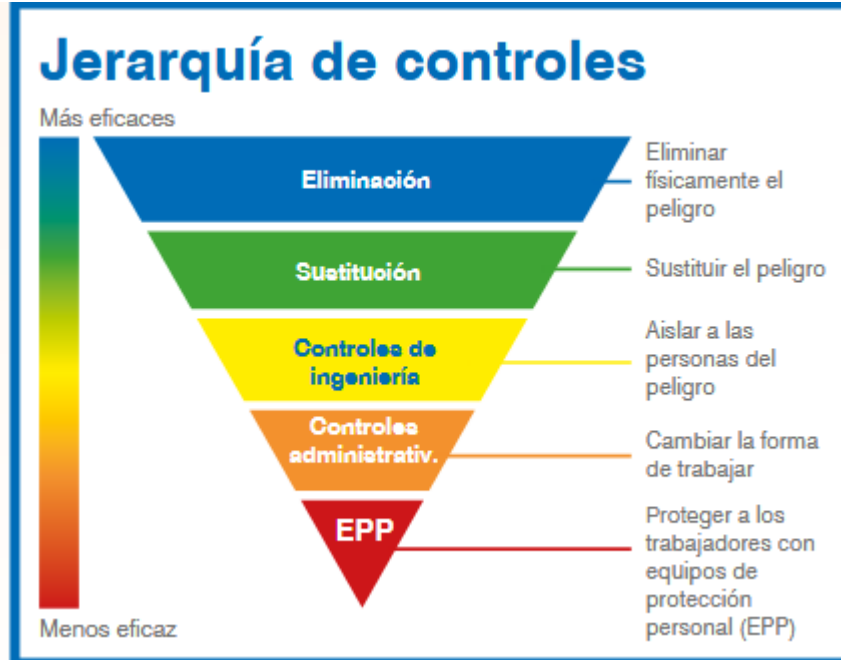 Jerarquía de controles
Más eficaces
Eliminación
Eliminar
físicamente el
peligro
Sustitución
Sustituir el peligro
Controles de
ingeniería
Aislar a las
personas del
peligro
Controles
administrativ.
Cambiar la forma
de trabajar
EPP
Proteger a los
trabajadores con
equipos de
protección
personal (EPP)
Menos eficaz